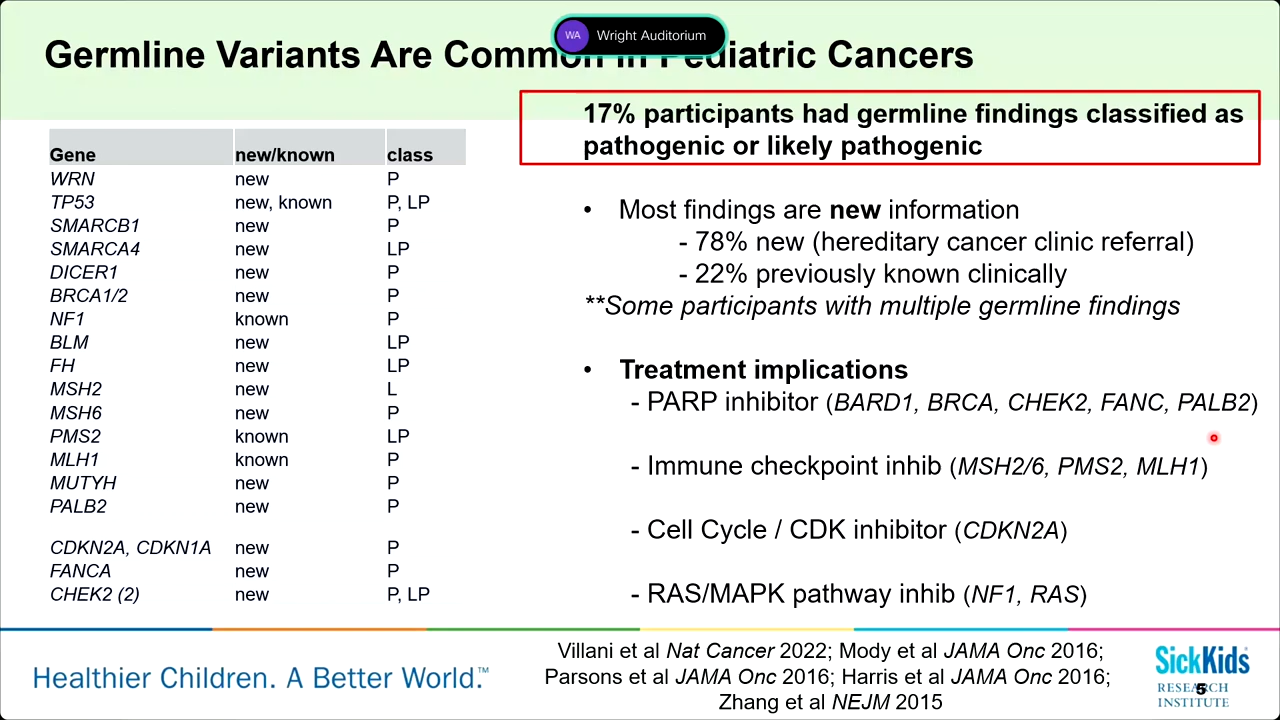 Germline Variants Are Common in Pediatric Cancers
WA Wright Auditorium
17% participants had germline findings classified as
pathogenic or likely pathogenic
Gene new/known class
WRN new P
TP53 new, known P, LP
SMARCB1 new P
SMARCA4 new LP
DICER1 new P
BRCA1/2 new P
NF1 known P
BLM new LP
FH new LP
MSH2 new L
MSH6 new P
PMS2 known LP
MLH1 known P
MUTYH new P
PALB2 new P
CDKN2A, CDKN1A new P
FANCA new P
CHEK2 (2) new P, LP
• Most findings are new information
- 78% new (hereditary cancer clinic referral)
- 22% previously known clinically
**Some participants with multiple germline findings
• Treatment implications
- PARP inhibitor (BARD1, BRCA, CHEK2, FANC, PALB2)
- Immune checkpoint inhib (MSH2/6, PMS2, MLH1)
- Cell Cycle / CDK inhibitor (CDKN2A)
- RAS/MAPK pathway inhib (NF1, RAS)
Healthier Children. A Better World.™
Villani et al Nat Cancer 2022; Mody et al JAMA Onc 2016;
Parsons et al JAMA Onc 2016; Harris et al JAMA Onc 2016;
Zhang et al NEJM 2015
SickKids
RESEARCH
INSTITUTE
5